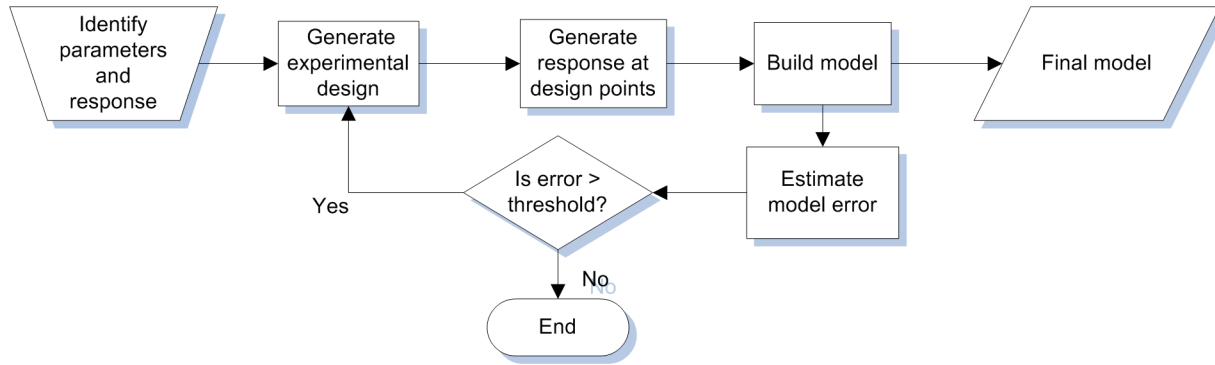 Identify
parameters
and
response
Generate
experimental
design
Generate
response at
design points
Build model
Final model
Estimate
model error
Is error >
threshold?
Yes
No
No
End